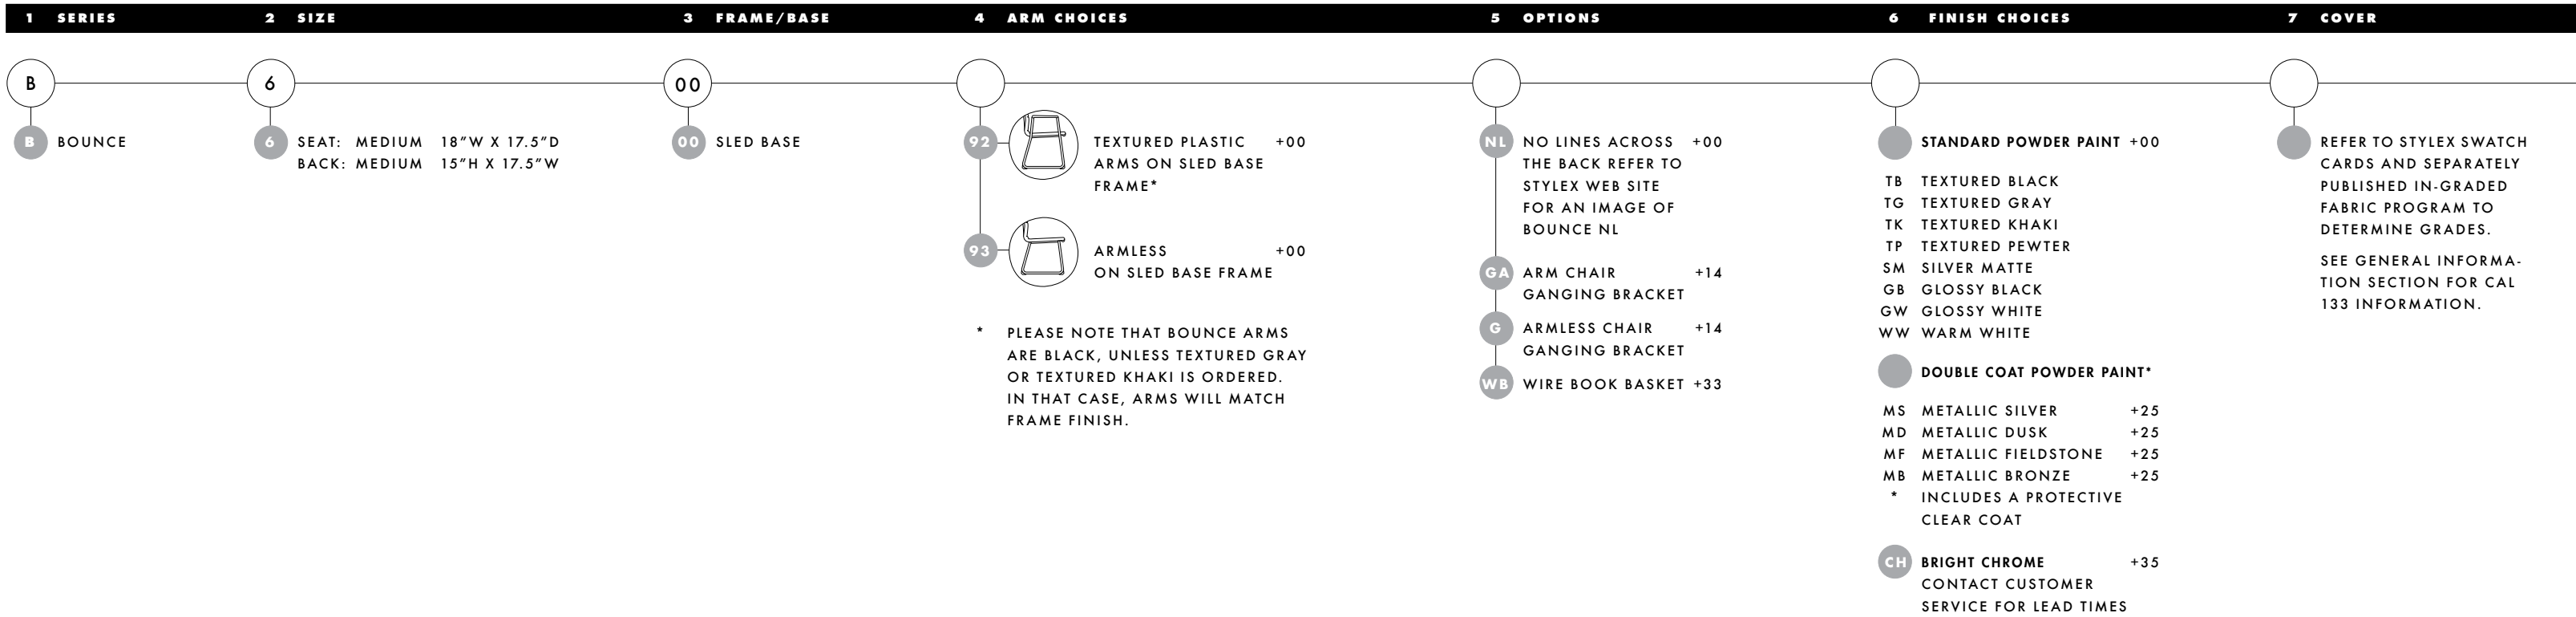 1 SERIES
2 SIZE
3 FRAME/BASE
4 ARM CHOICES
5 OPTIONS
6 FINISH CHOICES
7 COVER
B
B BOUNCE
6
6 SEAT: MEDIUM 18″W X 17.5″D
BACK: MEDIUM 15″H X 17.5″W
00
00 SLED BASE
92 TEXTURED PLASTIC +00
ARMS ON SLED BASE
FRAME*
93 ARMLESS +00
ON SLED BASE FRAME
* PLEASE NOTE THAT BOUNCE ARMS
ARE BLACK, UNLESS TEXTURED GRAY
OR TEXTURED KHAKI IS ORDERED.
IN THAT CASE, ARMS WILL MATCH
FRAME FINISH.
NL NO LINES ACROSS +00
THE BACK REFER TO
STYLEX WEB SITE
FOR AN IMAGE OF
BOUNCE NL
GA ARM CHAIR +14
GANGING BRACKET
G ARMLESS CHAIR +14
GANGING BRACKET
WB WIRE BOOK BASKET +33
STANDARD POWDER PAINT +00
TB TEXTURED BLACK
TG TEXTURED GRAY
TK TEXTURED KHAKI
TP TEXTURED PEWTER
SM SILVER MATTE
GB GLOSSY BLACK
GW GLOSSY WHITE
WW WARM WHITE
DOUBLE COAT POWDER PAINT*
MS METALLIC SILVER +25
MD METALLIC DUSK +25
MF METALLIC FIELDSTONE +25
MB METALLIC BRONZE +25
* INCLUDES A PROTECTIVE
CLEAR COAT
CH BRIGHT CHROME +35
CONTACT CUSTOMER
SERVICE FOR LEAD TIMES
REFER TO STYLEX SWATCH
CARDS AND SEPARATELY
PUBLISHED IN-GRADED
FABRIC PROGRAM TO
DETERMINE GRADES.
SEE GENERAL INFORMA-
TION SECTION FOR CAL
133 INFORMATION.